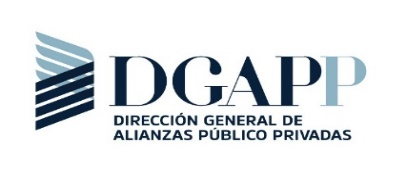 DGAPP
DIRECCIÓN GENERAL DE
ALIANZAS PÚBLICO PRIVADAS